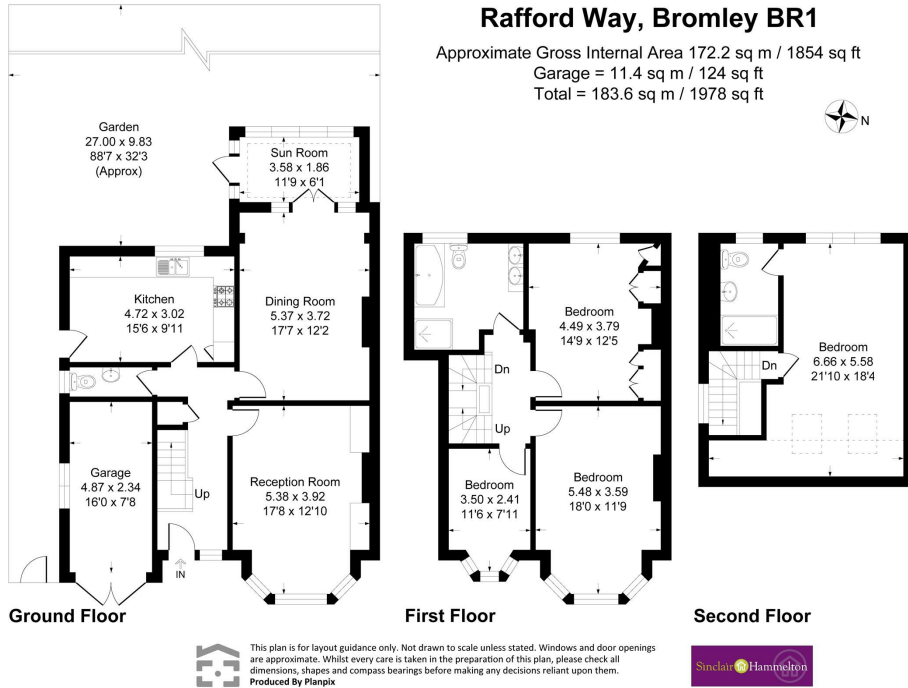 Rafford Way, Bromley BR1
Approximate Gross Internal Area 172.2 sq m / 1854 sq ft
Garage = 11.4 sq m / 124 sq ft
Total = 183.6 sq m / 1978 sq ft
N
Garden
27.00 x 9.83
88'7 x 32'3
(Approx)
Sun Room
3.58 x 1.86
11'9 x 6'1
Kitchen
4.72 x 3.02
15'6 x 9'11
Dining Room
5.37 x 3.72
17'7 x 12'2
Garage
4.87 x 2.34
16'0 x 7'8
Up
Reception Room
5.38 x 3.92
17'8 x 12'10
IN
Ground Floor
Bedroom
4.49 x 3.79
14'9 x 12'5
Dn
Up
Bedroom
3.50 x 2.41
11'6 x 7'11
Bedroom
5.48 x 3.59
18'0 x 11'9
First Floor
Bedroom
6.66 x 5.58
21'10 x 18'4
Dn
Second Floor
This plan is for layout guidance only. Not drawn to scale unless stated. Windows and door openings
are approximate. Whilst every care is taken in the preparation of this plan, please check all
dimensions, shapes and compass bearings before making any decisions reliant upon them.
Produced By Planpix
Sinclair Hammelton